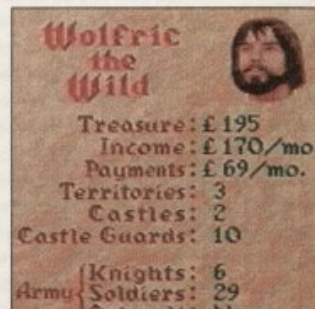 Wolfric
the
Wild
Treasure: £ 195
Income: £ 170/mo
Payments: £ 69/mo.
Territories: 3
Castles: 2
Castle Guards: 10
Knights: 6
Army Soldiers: 29